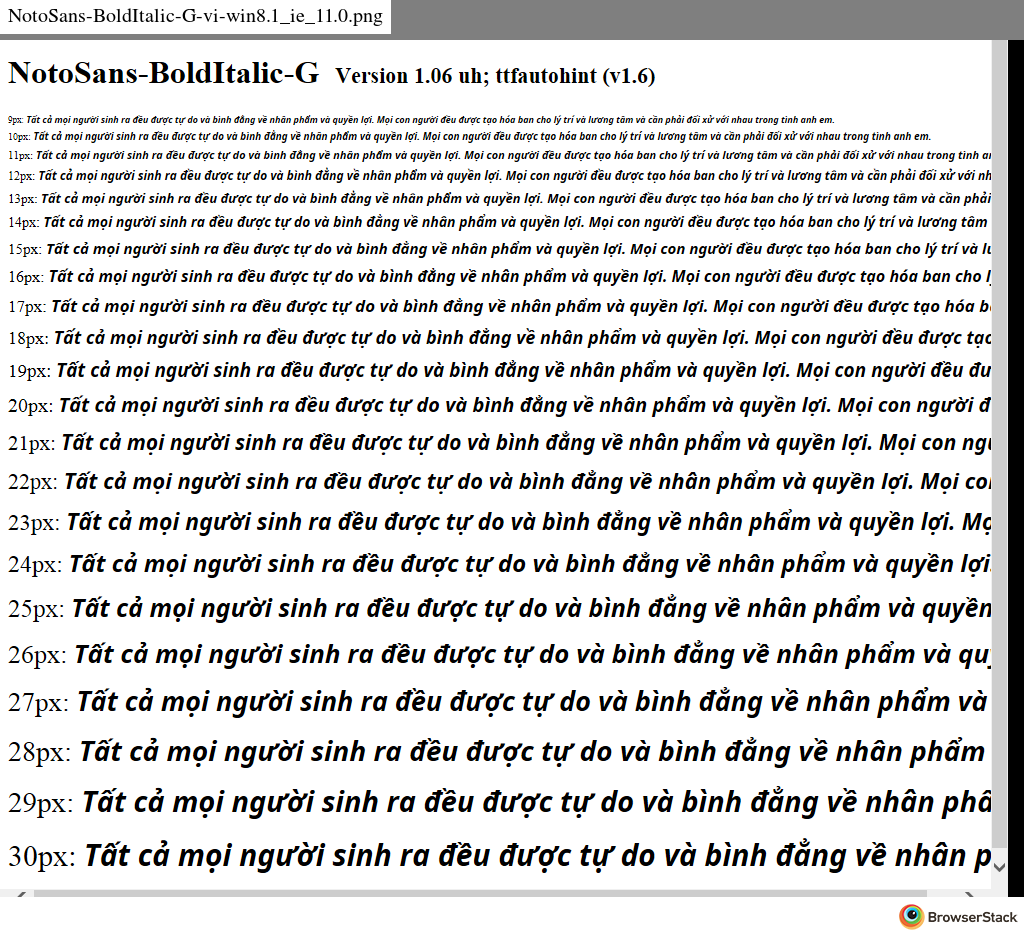 NotoSans-BoldItalic-G-vi-win8.1_ie_11.0.png
NotoSans-BoldItalic-G Version 1.06 uh; ttfautohint (v1.6)
9px: Tất cả mọi người sinh ra đều được tự do và bình đẳng về nhân phẩm và quyền lợi. Mọi con người đều được tạo hóa ban cho lý trí và lương tâm và cần phải đối xử với nhau trong tình anh em.
10px: Tất cả mọi người sinh ra đều được tự do và bình đẳng về nhân phẩm và quyền lợi. Mọi con người đều được tạo hóa ban cho lý trí và lương tâm và cần phải đối xử với nhau trong tình anh em.
11px: Tất cả mọi người sinh ra đều được tự do và bình đẳng về nhân phẩm và quyền lợi. Mọi con người đều được tạo hóa ban cho lý trí và lương tâm và cần phải đối xử với nhau trong tình
12px: Tất cả mọi người sinh ra đều được tự do và bình đẳng về nhân phẩm và quyền lợi. Mọi con người đều được tạo hóa ban cho lý trí và lương tâm và cần phải đối xử với
13px: Tất cả mọi người sinh ra đều được tự do và bình đẳng về nhân phẩm và quyền lợi. Mọi con người đều được tạo hóa ban cho lý trí và lương tâm và cần phải
14px: Tất cả mọi người sinh ra đều được tự do và bình đẳng về nhân phẩm và quyền lợi. Mọi con người đều được tạo hóa ban cho lý trí và lương tâm
15px: Tất cả mọi người sinh ra đều được tự do và bình đẳng về nhân phẩm và quyền lợi. Mọi con người đều được tạo hóa ban cho lý trí và
16px: Tất cả mọi người sinh ra đều được tự do và bình đẳng về nhân phẩm và quyền lợi. Mọi con người đều được tạo hóa ban cho
17px: Tất cả mọi người sinh ra đều được tự do và bình đẳng về nhân phẩm và quyền lợi. Mọi con người đều được tạo hóa
18px: Tất cả mọi người sinh ra đều được tự do và bình đẳng về nhân phẩm và quyền lợi. Mọi con người đều được
19px: Tất cả mọi người sinh ra đều được tự do và bình đẳng về nhân phẩm và quyền lợi. Mọi con người đều
20px: Tất cả mọi người sinh ra đều được tự do và bình đẳng về nhân phẩm và quyền lợi. Mọi con người
21px: Tất cả mọi người sinh ra đều được tự do và bình đẳng về nhân phẩm và quyền lợi. Mọi con
22px: Tất cả mọi người sinh ra đều được tự do và bình đẳng về nhân phẩm và quyền lợi. Mọi
23px: Tất cả mọi người sinh ra đều được tự do và bình đẳng về nhân phẩm và quyền lợi.
24px: Tất cả mọi người sinh ra đều được tự do và bình đẳng về nhân phẩm và quyền lợi.
25px: Tất cả mọi người sinh ra đều được tự do và bình đẳng về nhân phẩm và quyền
26px: Tất cả mọi người sinh ra đều được tự do và bình đẳng về nhân phẩm và
27px: Tất cả mọi người sinh ra đều được tự do và bình đẳng về nhân phẩm và
28px: Tất cả mọi người sinh ra đều được tự do và bình đẳng về nhân phẩm
29px: Tất cả mọi người sinh ra đều được tự do và bình đẳng về nhân
30px: Tất cả mọi người sinh ra đều được tự do và bình đẳng về nhân
BrowserStack